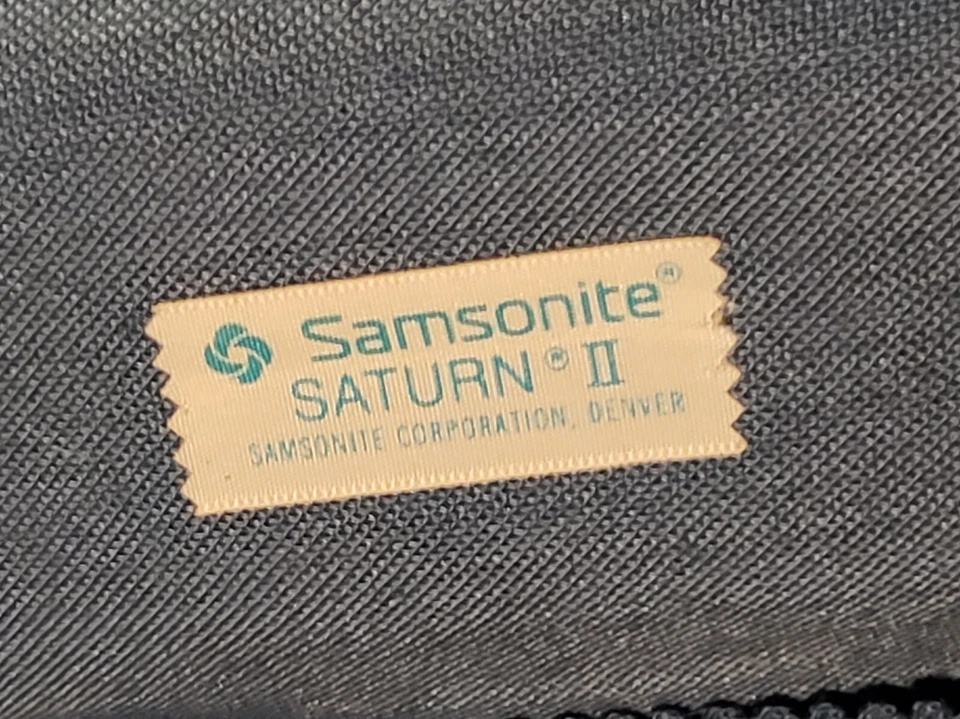 Samsonite®
SATURN® II
SAMSONITE CORPORATION, DENVER